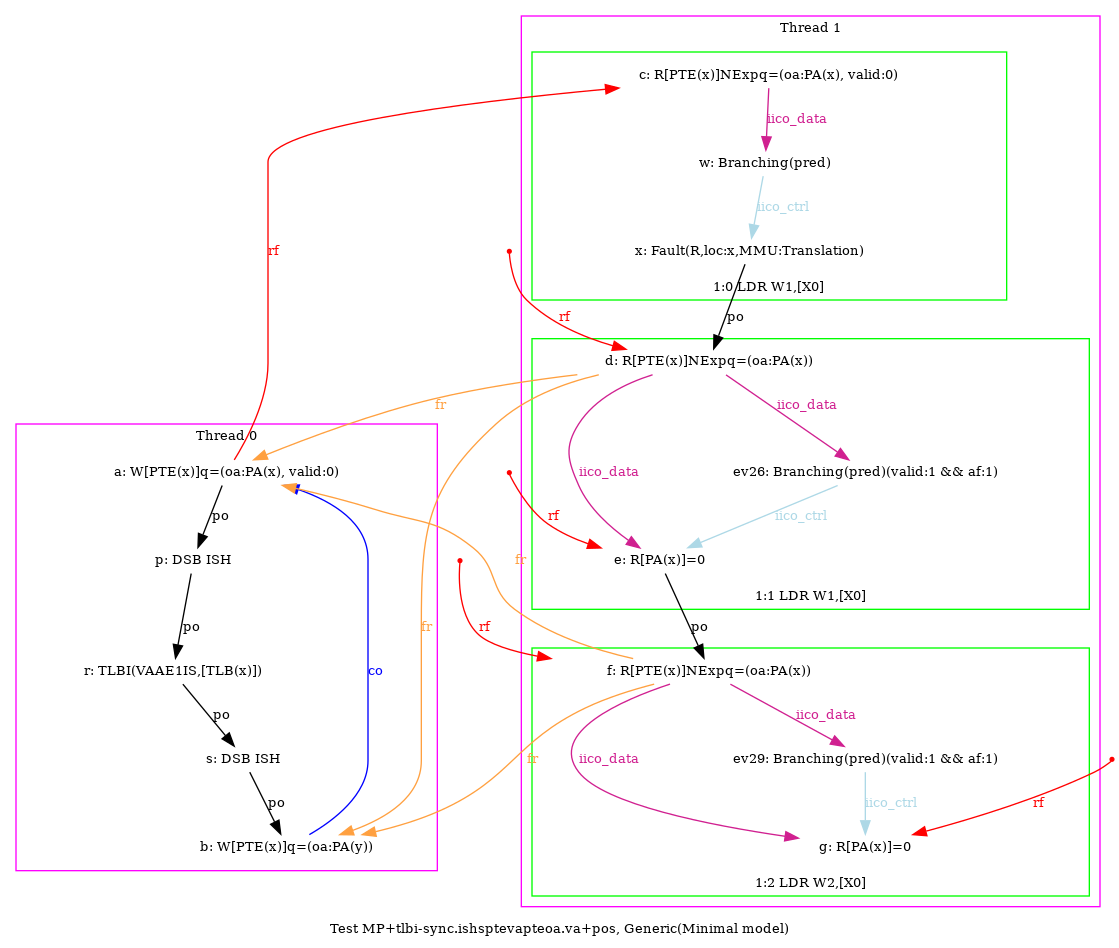 Thread 1
c: R[PTE(x)]NExpq=(oa:PA(x), valid:0)
iico_data
w: Branching(pred)
iico_ctrl
rf
x: Fault(R,loc:x,MMU:Translation)
1:0 LDR W1,[X0]
rf
po
d: R[PTE(x)]NExpq=(oa:PA(x))
fr
iico_data
Thread 0
a: W[PTE(x)]q=(oa:PA(x), valid:0)
iico_data
ev26: Branching(pred)(valid:1 && af:1)
po
rf
iico_ctrl
p: DSB ISH
fr
e: R[PA(x)]=0
1:1 LDR W1,[X0]
po
fr
rf
po
r: TLBI(VAAE1IS,[TLB(x)])
co
f: R[PTE(x)]NExpq=(oa:PA(x))
po
iico_data
s: DSB ISH
fr
iico_data
ev29: Branching(pred)(valid:1 && af:1)
po
iico_ctrl
rf
b: W[PTE(x)]q=(oa:PA(y))
g: R[PA(x)]=0
1:2 LDR W2,[X0]
Test MP+tlbi-sync.ishsptevapteoa.va+pos, Generic(Minimal model)